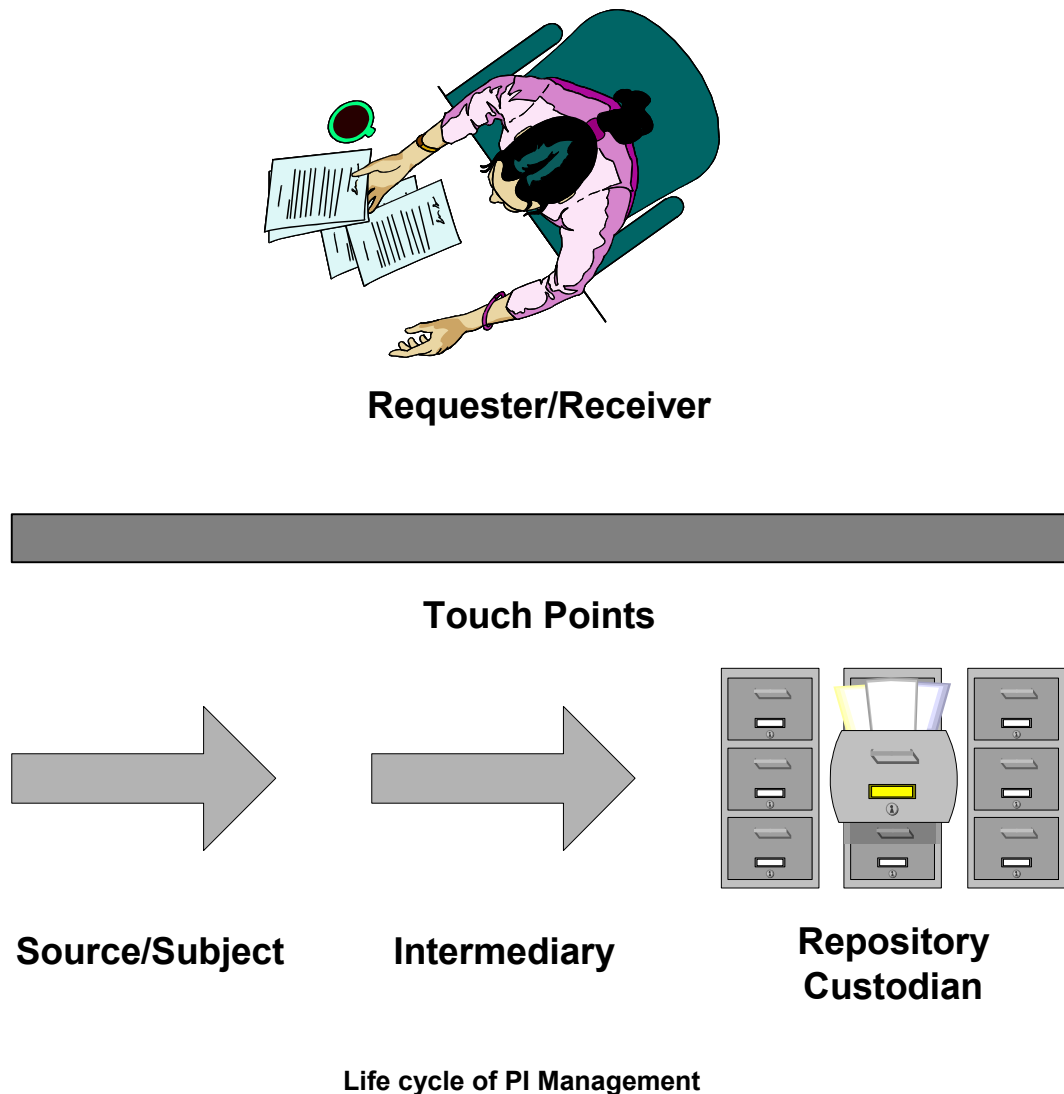 Requester/Receiver
Touch Points
Source/Subject
Intermediary
Repository
Custodian
Life cycle of PI Management